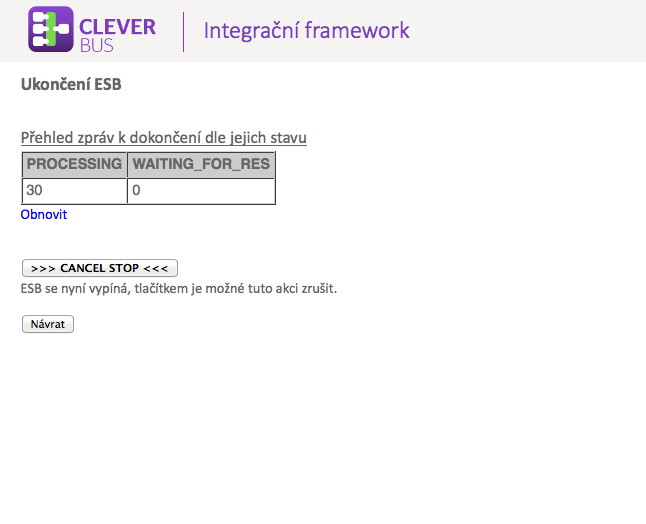 CLEVER
BUS
Integrační framework
Ukončení ESB
Přehled zpráv k dokončení dle jejich stavu
PROCESSING WAITING_FOR_RES
30 0
Obnovit
>>> CANCEL STOP <<<
ESB se nyní vypíná, tlačítkem je možné tuto akci zrušit.
Návrat